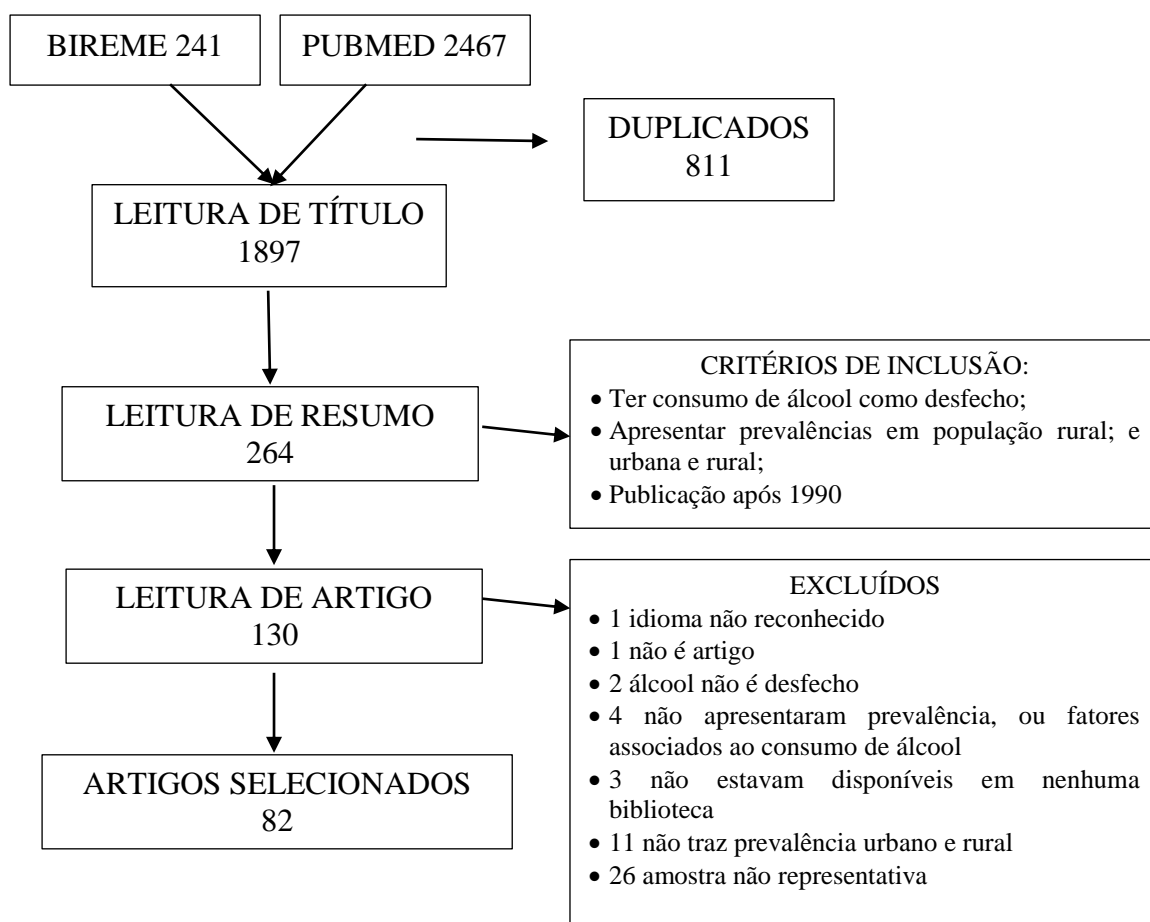 BIREME 241
PUBMED 2467
DUPLICADOS
811
LEITURA DE TÍTULO
1897
LEITURA DE RESUMO
264
CRITÉRIOS DE INCLUSÃO:
• Ter consumo de álcool como desfecho;
• Apresentar prevalências em população rural; e
urbana e rural;
• Publicação após 1990
LEITURA DE ARTIGO
130
EXCLUÍDOS
• 1 idioma não reconhecido
• 1 não é artigo
• 2 álcool não é desfecho
• 4 não apresentaram prevalência, ou fatores
associados ao consumo de álcool
• 3 não estavam disponíveis em nenhuma
biblioteca
• 11 não traz prevalência urbano e rural
• 26 amostra não representativa
ARTIGOS SELECIONADOS
82